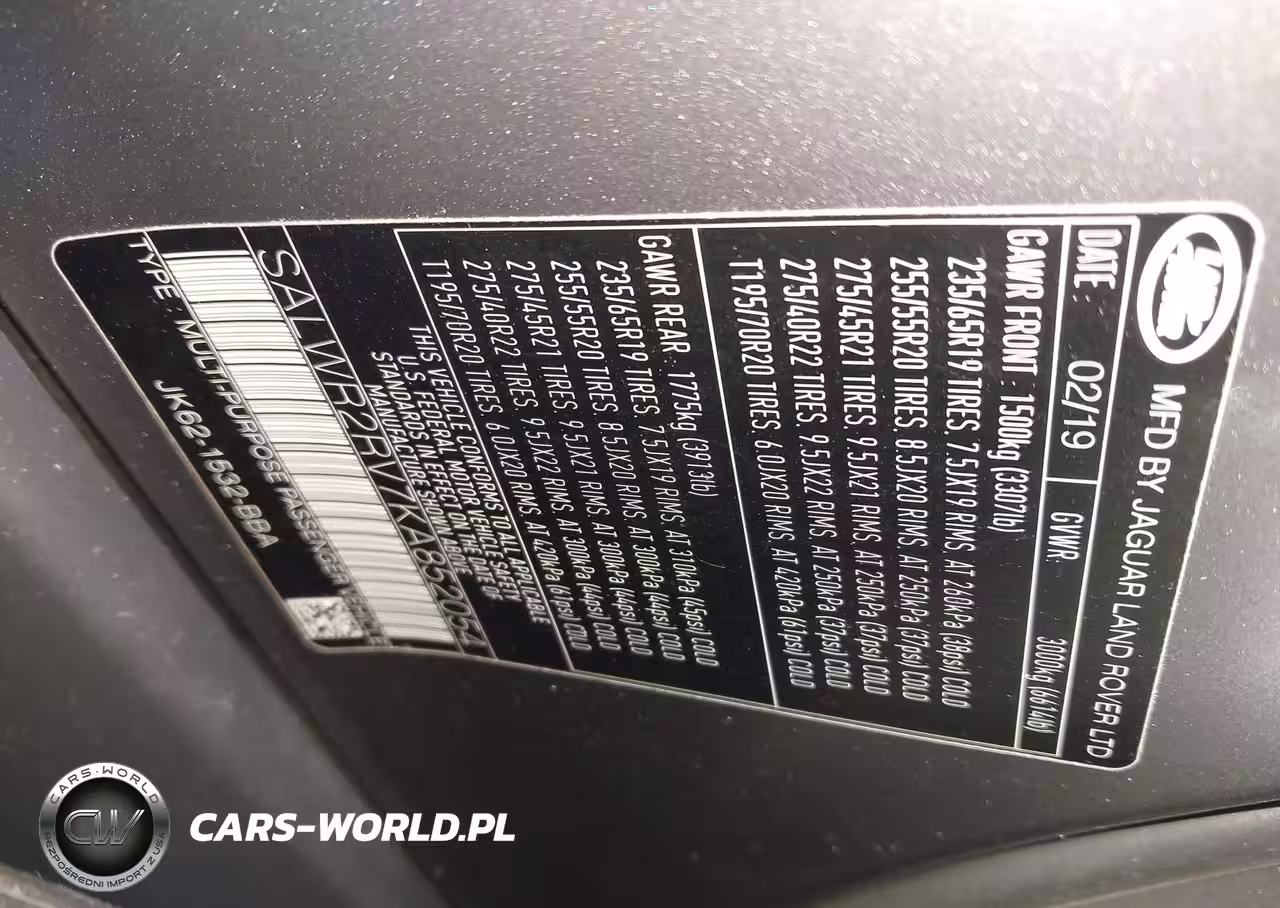 LAND ROVER
MFD BY JAGUAR LAND ROVER LTD
DATE: 02/19 GVWR 3000kg (6614lb)
GAWR FRONT: 1500kg (3307lb)
235/65R19 TIRES, 7.5JX19 RIMS AT 260kPa (38psi) COLD
255/55R20 TIRES, 8.5JX20 RIMS AT 250kPa (37psi) COLD
275/45R21 TIRES, 9.5JX21 RIMS AT 250kPa (37psi) COLD
275/40R22 TIRES, 9.5JX22 RIMS AT 250kPa (37psi) COLD
T195/70R20 TIRES, 6.0JX20 RIMS AT 420kPa (61psi) COLD
GAWR REAR: 1775kg (3913lb)
235/65R19 TIRES, 7.5JX19 RIMS AT 310kPa (45psi) COLD
255/55R20 TIRES, 8.5JX20 RIMS AT 300kPa (44psi) COLD
275/45R21 TIRES, 9.5JX21 RIMS AT 300kPa (44psi) COLD
275/40R22 TIRES, 9.5JX22 RIMS AT 300kPa (44psi) COLD
T195/70R20 TIRES, 6.0JX20 RIMS AT 420kPa (61psi) COLD
THIS VEHICLE CONFORMS TO ALL APPLICABLE
U.S. FEDERAL MOTOR VEHICLE SAFETY
STANDARDS IN EFFECT ON THE DATE OF
MANUFACTURE SHOWN ABOVE
SALWR2RV7KA852054
TYPE: MULTI-PURPOSE PASSENGER VEHICLE
JK62-1532-BBA
CARS-WORLD
CW
BEZPOŚREDNI IMPORT Z USA
CARS-WORLD.PL